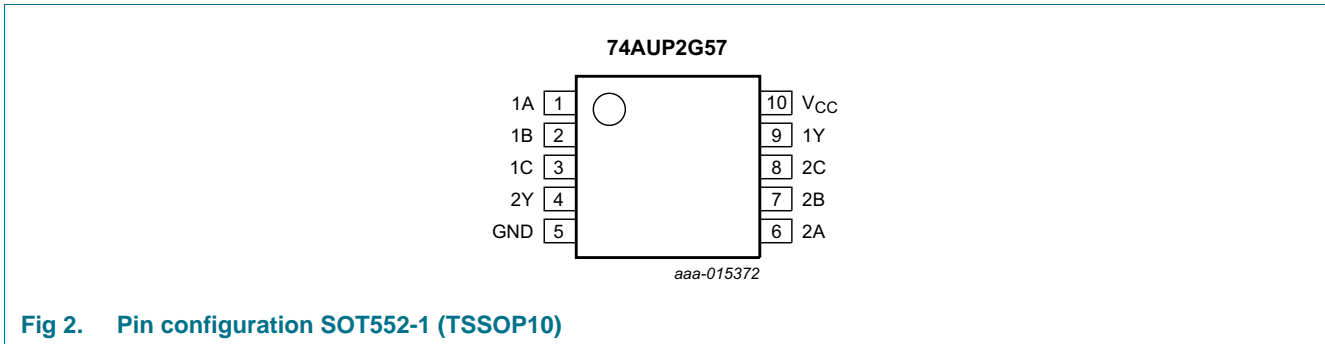 74AUP2G57
1A 1 10 VCC
1B 2 9 1Y
1C 3 8 2C
2Y 4 7 2B
GND 5 6 2A
aaa-015372
Fig 2. Pin configuration SOT552-1 (TSSOP10)